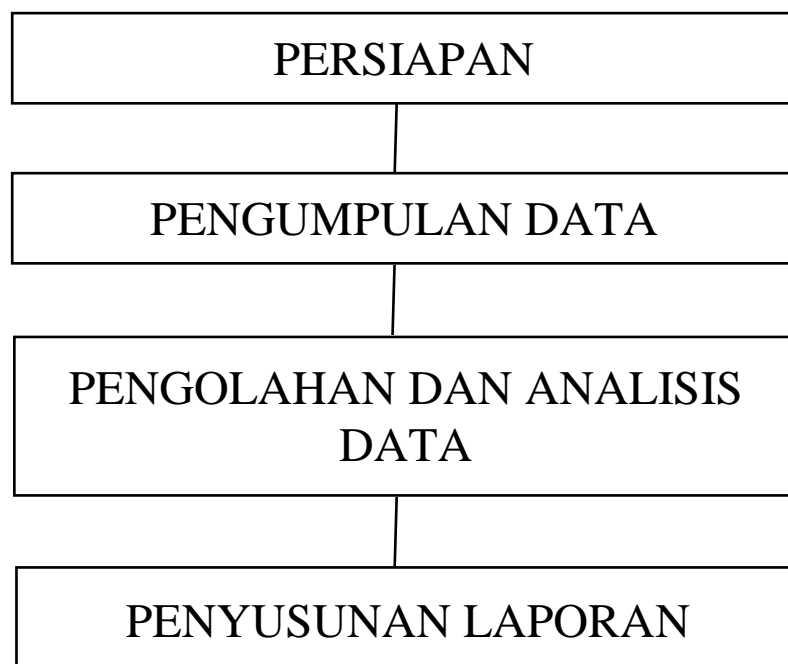 PERSIAPAN
PENGUMPULAN DATA
PENGOLAHAN DAN ANALISIS
DATA
PENYUSUNAN LAPORAN